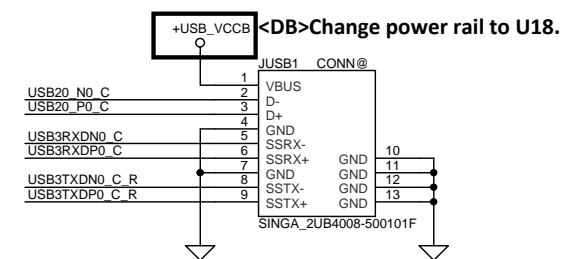 +USB_VCCB <DB>Change power rail to U18.
JUSB1 CONN@
1 VBUS
USB20_N0_C 2 D-
USB20_P0_C 3 D+
4 GND
USB3RXDN0_C 5 SSRX-
USB3RXDP0_C 6 SSRX+ GND 10
7 GND GND 11
USB3TXDN0_C_R 8 SSTX- GND 12
USB3TXDP0_C_R 9 SSTX+ GND 13
SINGA_2UB4008-500101F